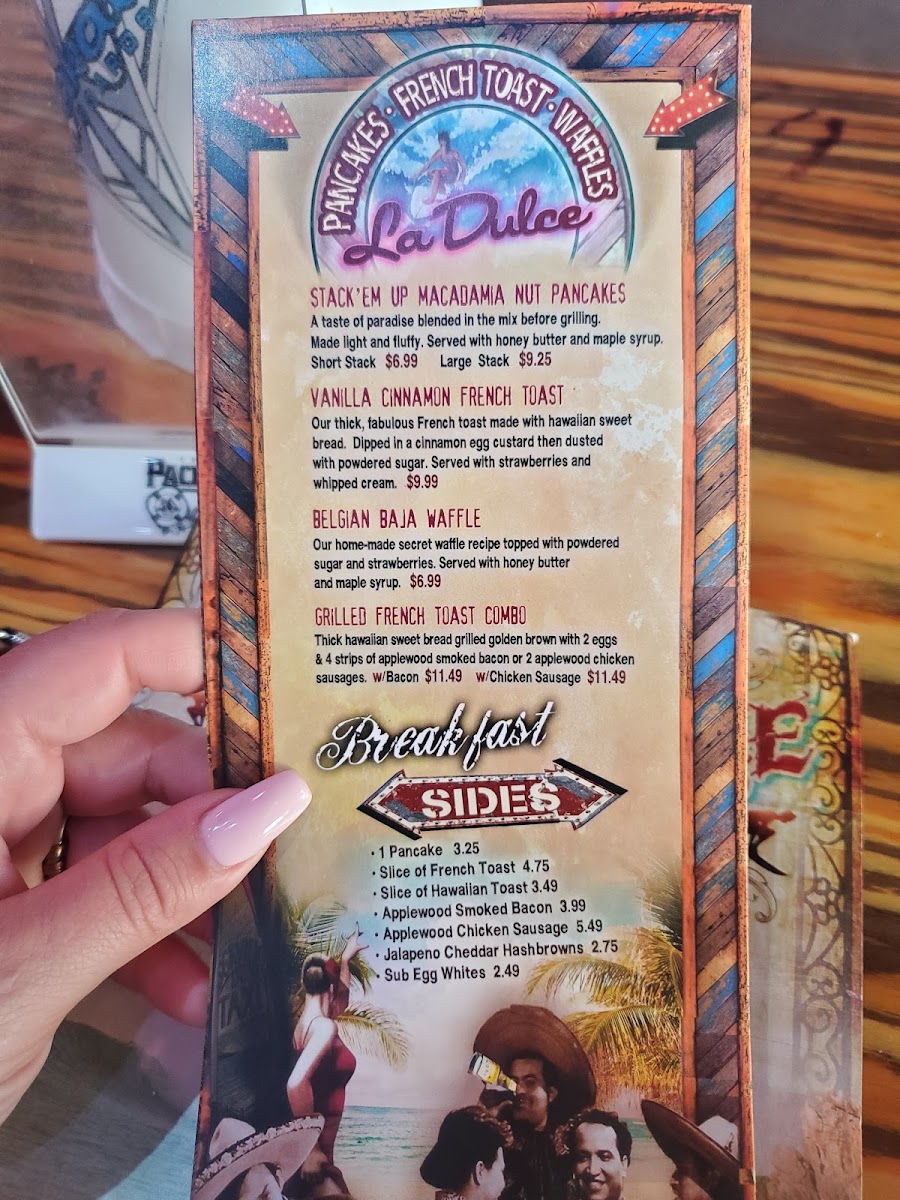 PANCAKES • FRENCH TOAST • WAFFLES
La Dulce
STACK'EM UP MACADAMIA NUT PANCAKES
A taste of paradise blended in the mix before grilling.
Made light and fluffy. Served with honey butter and maple syrup.
Short Stack $6.99 Large Stack $9.25
VANILLA CINNAMON FRENCH TOAST
Our thick, fabulous French toast made with hawaiian sweet
bread. Dipped in a cinnamon egg custard then dusted
with powdered sugar. Served with strawberries and
whipped cream. $9.99
BELGIAN BAJA WAFFLE
Our home-made secret waffle recipe topped with powdered
sugar and strawberries. Served with honey butter
and maple syrup. $6.99
GRILLED FRENCH TOAST COMBO
Thick hawaiian sweet bread grilled golden brown with 2 eggs
& 4 strips of applewood smoked bacon or 2 applewood chicken
sausages. w/Bacon $11.49 w/Chicken Sausage $11.49
Breakfast
SIDES
• 1 Pancake 3.25
• Slice of French Toast 4.75
• Slice of Hawaiian Toast 3.49
• Applewood Smoked Bacon 3.99
• Applewood Chicken Sausage 5.49
• Jalapeno Cheddar Hashbrowns 2.75
• Sub Egg Whites 2.49